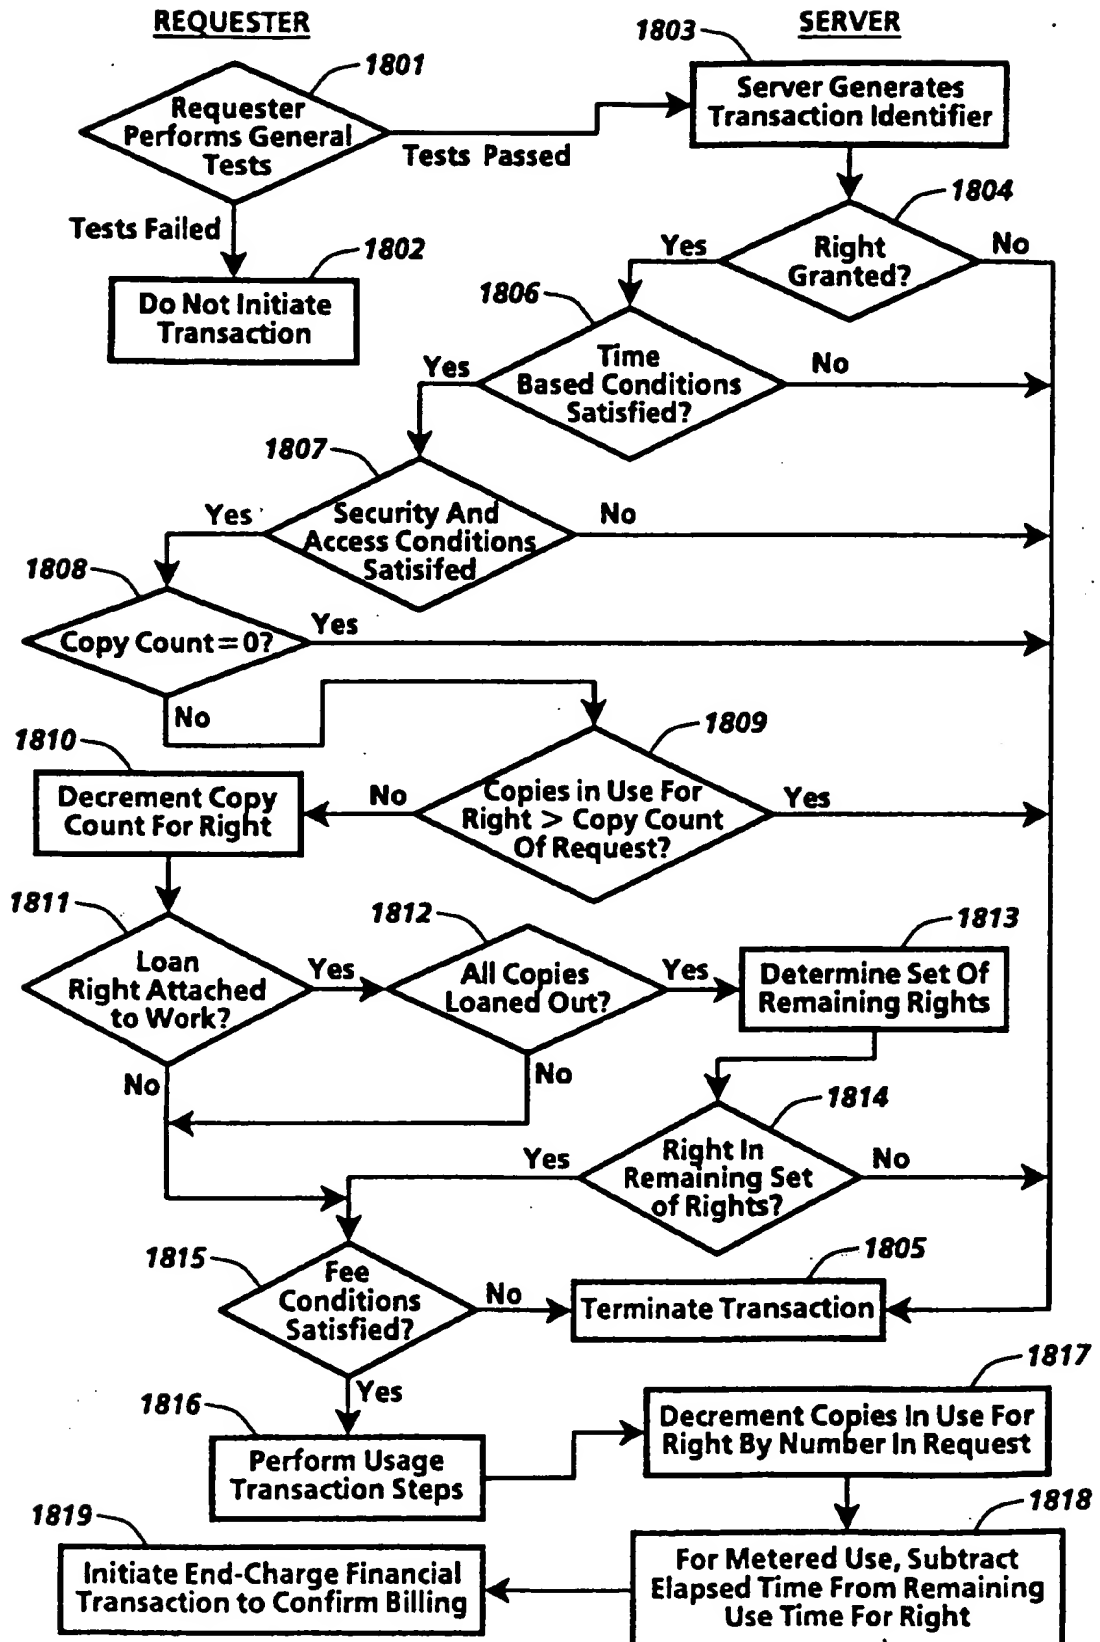 REQUESTER
SERVER
1801
1803
Requester
Performs General
Tests
Tests Passed
Server Generates
Transaction Identifier
Tests Failed
1802
Do Not Initiate
Transaction
1804
Right
Granted?
Yes
No
1806
Time
Based Conditions
Satisfied?
Yes
No
1807
Security And
Access Conditions
Satisifed
Yes
No
1808
Copy Count = 0?
Yes
No
1809
Copies in Use For
Right > Copy Count
Of Request?
No
Yes
1810
Decrement Copy
Count For Right
1811
Loan
Right Attached
to Work?
Yes
No
1812
All Copies
Loaned Out?
Yes
No
1813
Determine Set Of
Remaining Rights
1814
Right In
Remaining Set
of Rights?
Yes
No
1815
Fee
Conditions
Satisfied?
No
Yes
1805
Terminate Transaction
1816
Perform Usage
Transaction Steps
1817
Decrement Copies In Use For
Right By Number In Request
1818
For Metered Use, Subtract
Elapsed Time From Remaining
Use Time For Right
1819
Initiate End-Charge Financial
Transaction to Confirm Billing